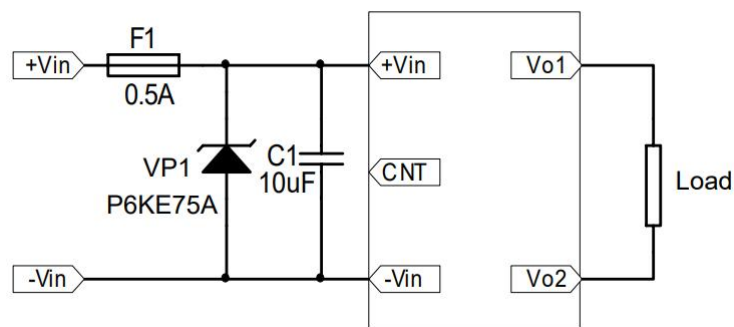 F1
+Vin
+Vin
Vo1
0.5A
VP1
C1
10uF
CNT
Load
P6KE75A
-Vin
-Vin
Vo2